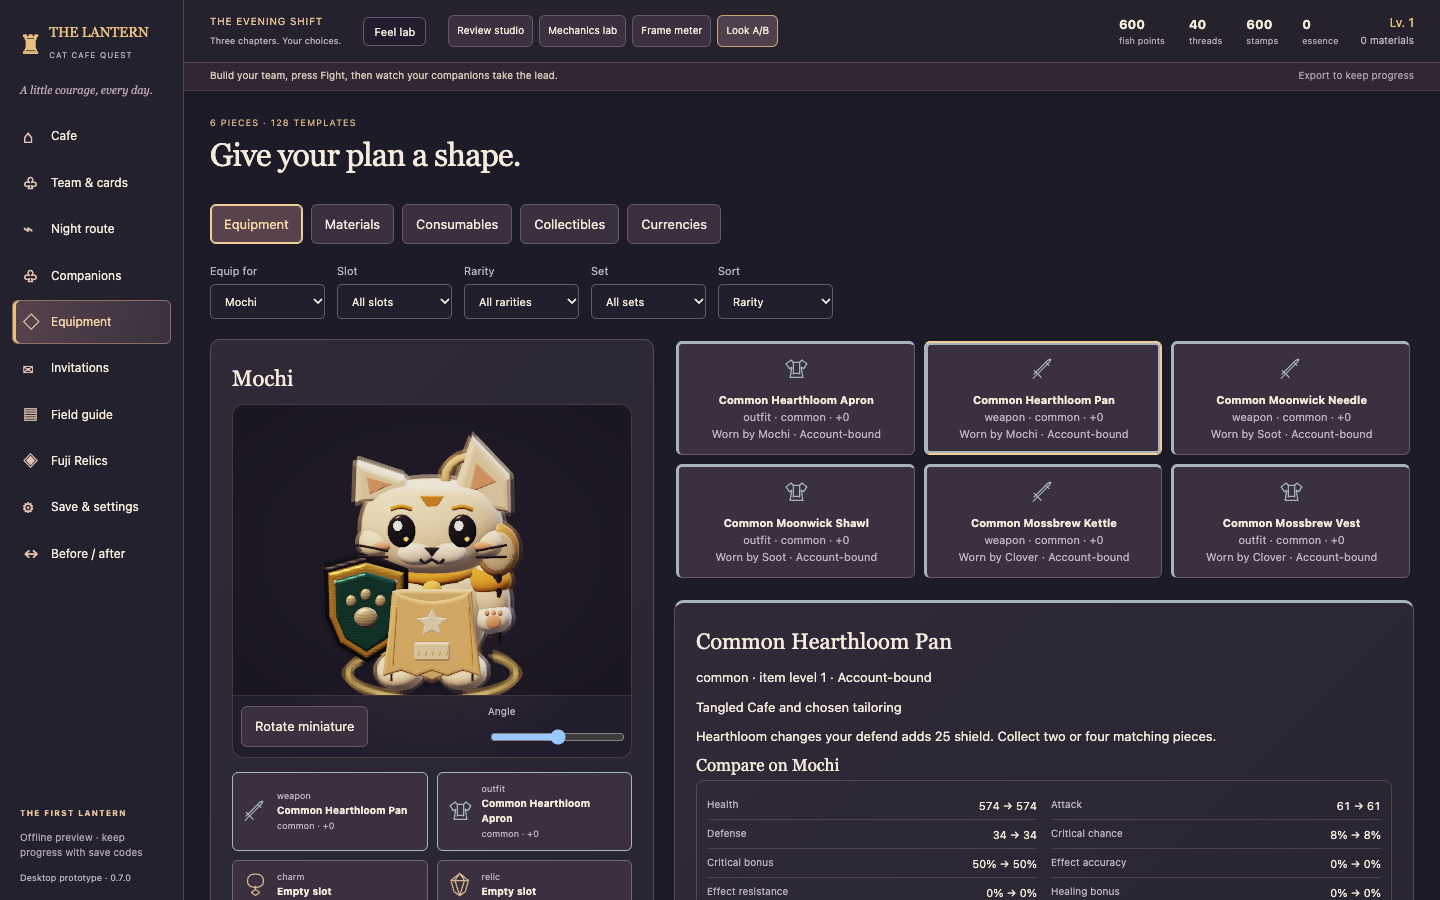 THE LANTERN
CAT CAFE QUEST
A little courage, every day.
Cafe
Team & cards
Night route
Companions
Equipment
Invitations
Field guide
Fuji Relics
Save & settings
Before / after
THE FIRST LANTERN
Offline preview · keep
progress with save codes
Desktop prototype · 0.7.0
THE EVENING SHIFT
Three chapters. Your choices.
Feel lab
Review studio
Mechanics lab
Frame meter
Look A/B
600
fish points
40
threads
600
stamps
0
essence
Lv. 1
0 materials
Build your team, press Fight, then watch your companions take the lead.
Export to keep progress
6 PIECES · 128 TEMPLATES
Give your plan a shape.
Equipment
Materials
Consumables
Collectibles
Currencies
Equip for
Slot
Rarity
Set
Sort
Mochi
All slots
All rarities
All sets
Rarity
Mochi
Rotate miniature
Angle
weapon
Common Hearthloom Pan
common · +0
outfit
Common Hearthloom
Apron
common · +0
charm
Empty slot
relic
Empty slot
Common Hearthloom Apron
outfit · common · +0
Worn by Mochi · Account-bound
Common Hearthloom Pan
weapon · common · +0
Worn by Mochi · Account-bound
Common Moonwick Needle
weapon · common · +0
Worn by Soot · Account-bound
Common Moonwick Shawl
outfit · common · +0
Worn by Soot · Account-bound
Common Mossbrew Kettle
weapon · common · +0
Worn by Clover · Account-bound
Common Mossbrew Vest
outfit · common · +0
Worn by Clover · Account-bound
Common Hearthloom Pan
common · item level 1 · Account-bound
Tangled Cafe and chosen tailoring
Hearthloom changes your defend adds 25 shield. Collect two or four matching pieces.
Compare on Mochi
Health 574 → 574
Attack 61 → 61
Defense 34 → 34
Critical chance 8% → 8%
Critical bonus 50% → 50%
Effect accuracy 0% → 0%
Effect resistance 0% → 0%
Healing bonus 0% → 0%